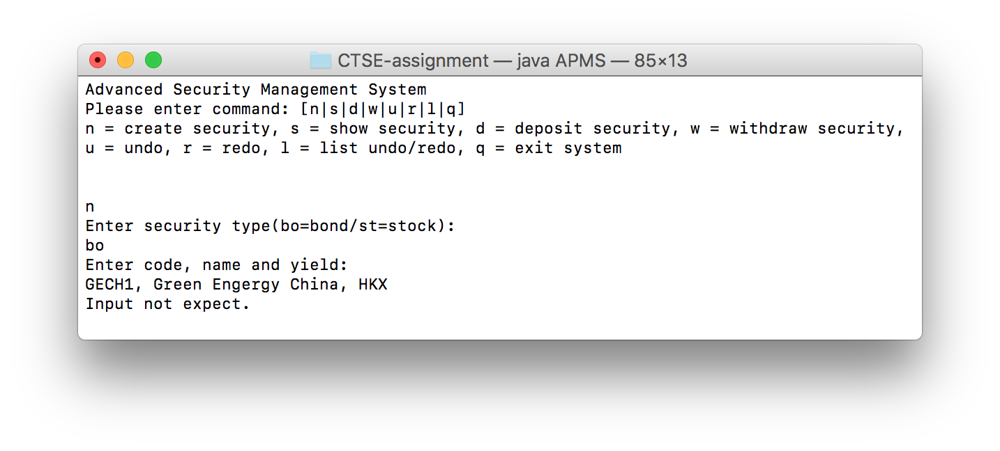 CTSE-assignment — java APMS — 85×13
Advanced Security Management System
Please enter command: [n|s|d|w|u|r|l|q]
n = create security, s = show security, d = deposit security, w = withdraw security,
u = undo, r = redo, l = list undo/redo, q = exit system
n
Enter security type(bo=bond/st=stock):
bo
Enter code, name and yield:
GECH1, Green Engergy China, HKX
Input not expect.